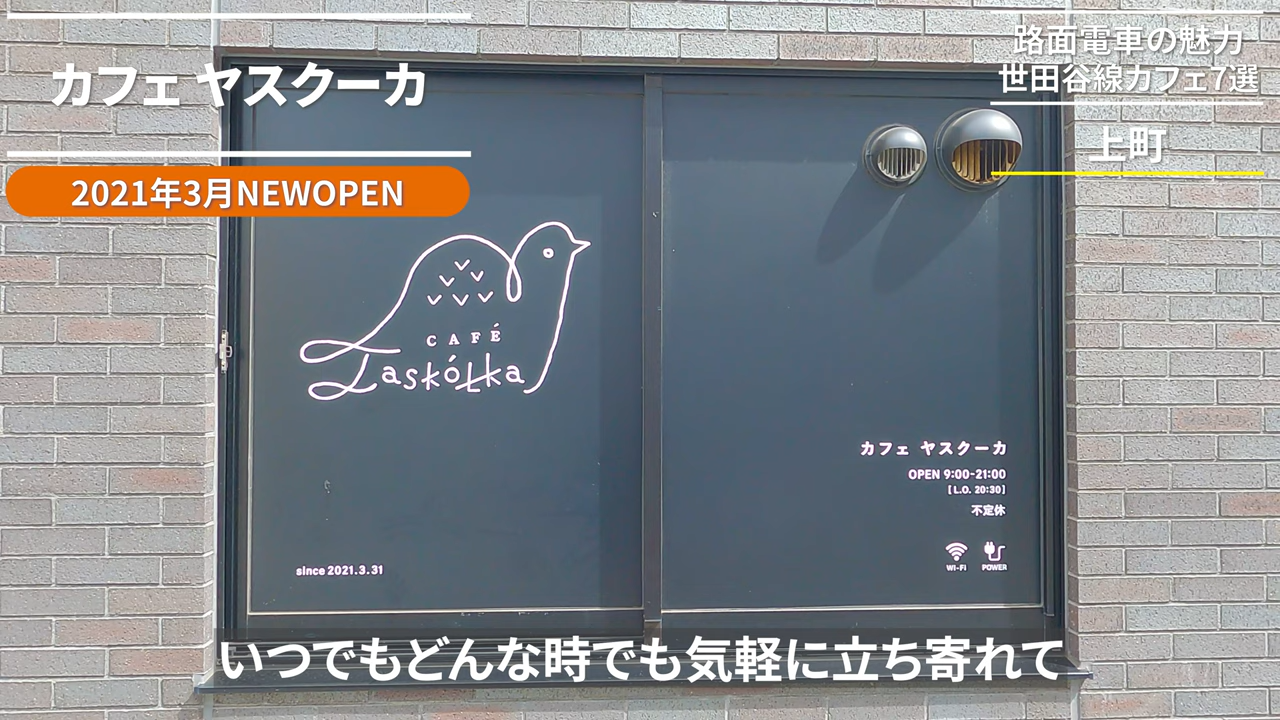 カフェ ヤスクーカ
2021年3月NEWOPEN
路面電車の魅力
世田谷線カフェ7選
上町
CAFÉ
Jaskółka
since 2021.3.31
カフェ ヤスクーカ
OPEN 9:00-21:00
[L.O. 20:30]
不定休
WI-FI
POWER
いつでもどんな時でも気軽に立ち寄れて